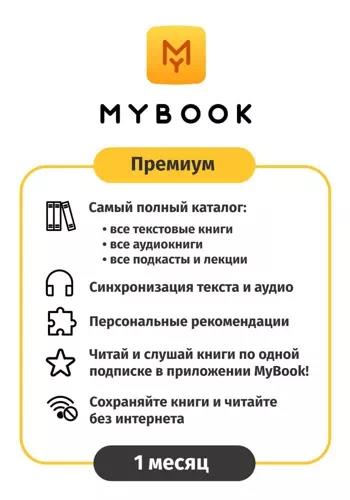 MYBOOK
Премиум
Самый полный каталог:
• все текстовые книги
• все аудиокниги
• все подкасты и лекции
Синхронизация текста и аудио
Персональные рекомендации
Читай и слушай книги по одной
подписке в приложении MyBook!
Сохраняйте книги и читайте
без интернета
1 месяц